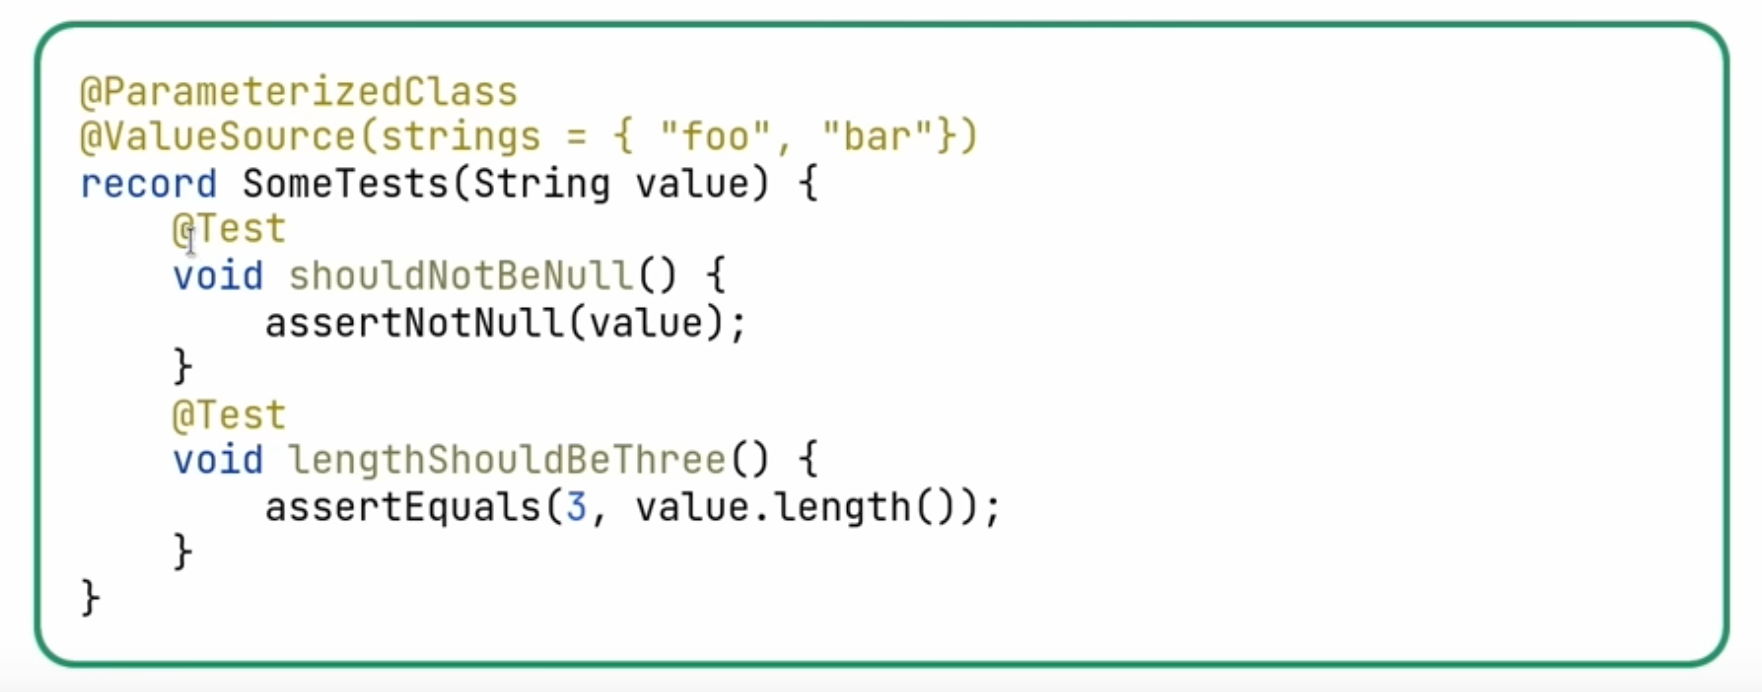 @ParameterizedClass
@ValueSource(strings = { "foo", "bar"})
record SomeTests(String value) {
    @Test
    void shouldNotBeNull() {
        assertNotNull(value);
    }
    @Test
    void lengthShouldBeThree() {
        assertEquals(3, value.length());
    }
}